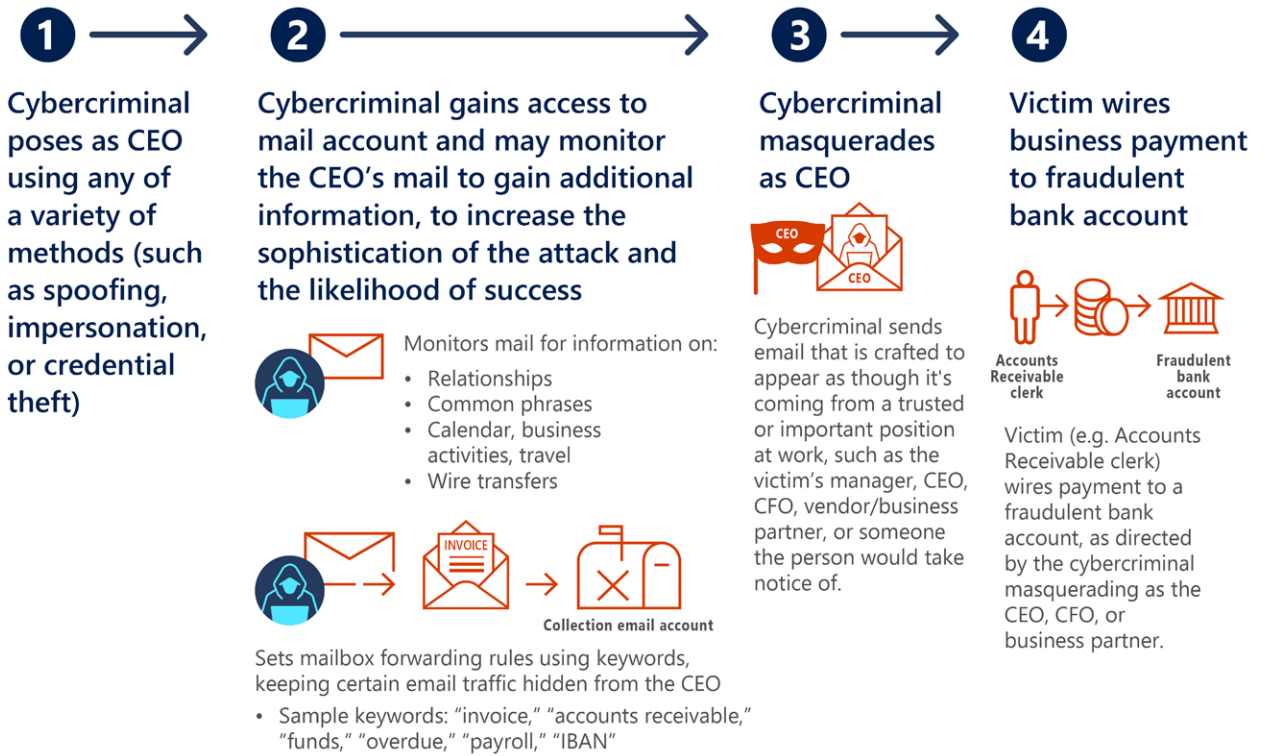 1
Cybercriminal
poses as CEO
using any of
a variety of
methods (such
as spoofing,
impersonation,
or credential
theft)
2
Cybercriminal gains access to
mail account and may monitor
the CEO's mail to gain additional
information, to increase the
sophistication of the attack and
the likelihood of success
Monitors mail for information on:
• Relationships
• Common phrases
• Calendar, business
activities, travel
• Wire transfers
INVOICE
Collection email account
Sets mailbox forwarding rules using keywords,
keeping certain email traffic hidden from the CEO
• Sample keywords: “invoice,” “accounts receivable,”
“funds,” “overdue,” “payroll,” “IBAN”
3
Cybercriminal
masquerades
as CEO
CEO
CEO
Cybercriminal sends
email that is crafted to
appear as though it's
coming from a trusted
or important position
at work, such as the
victim’s manager, CEO,
CFO, vendor/business
partner, or someone
the person would take
notice of.
4
Victim wires
business payment
to fraudulent
bank account
Accounts
Receivable
clerk
Fraudulent
bank
account
Victim (e.g. Accounts
Receivable clerk)
wires payment to a
fraudulent bank
account, as directed
by the cybercriminal
masquerading as the
CEO, CFO, or
business partner.